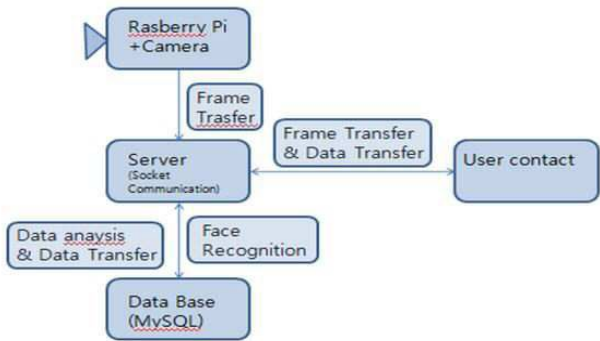 Rasberry Pi
+Camera
Frame
Trasfer
Frame Transfer
& Data Transfer
Server
(Socket
Communication)
User contact
Data anaysis
& Data Transfer
Face
Recognition
Data Base
(MySQL)